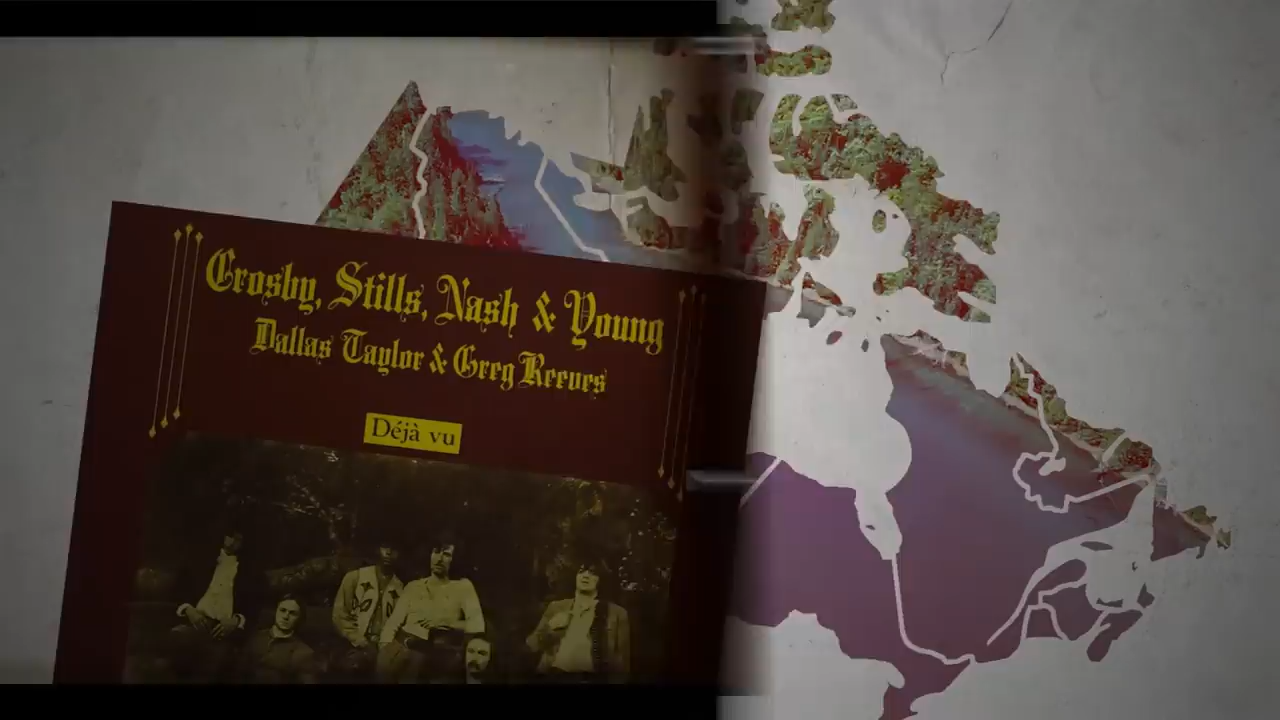 Crosby, Stills, Nash & Young
Dallas Taylor & Greg Reeves
Déjà vu